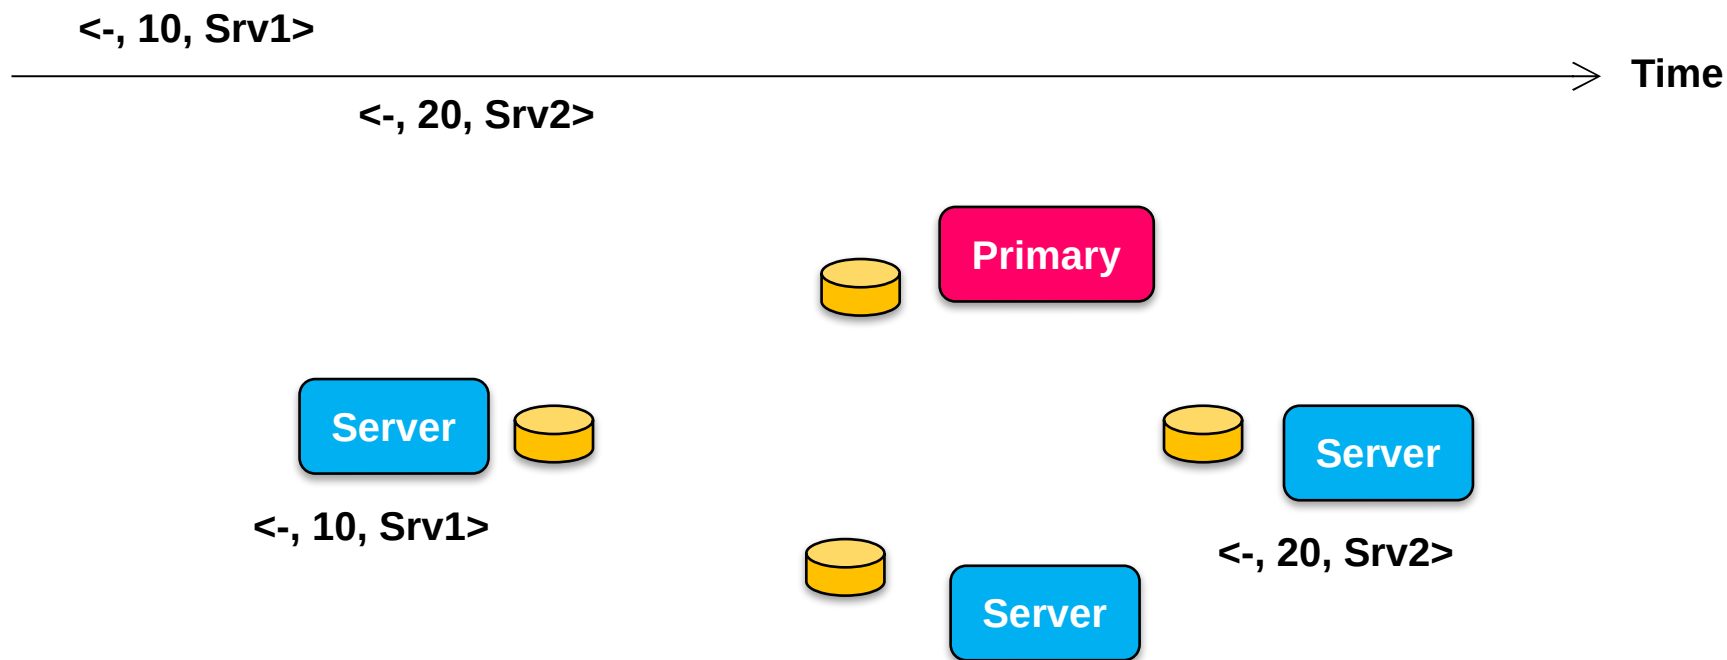 <-, 10, Srv1>
Time
<-, 20, Srv2>
Primary
Server
Server
<-, 10, Srv1>
<-, 20, Srv2>
Server